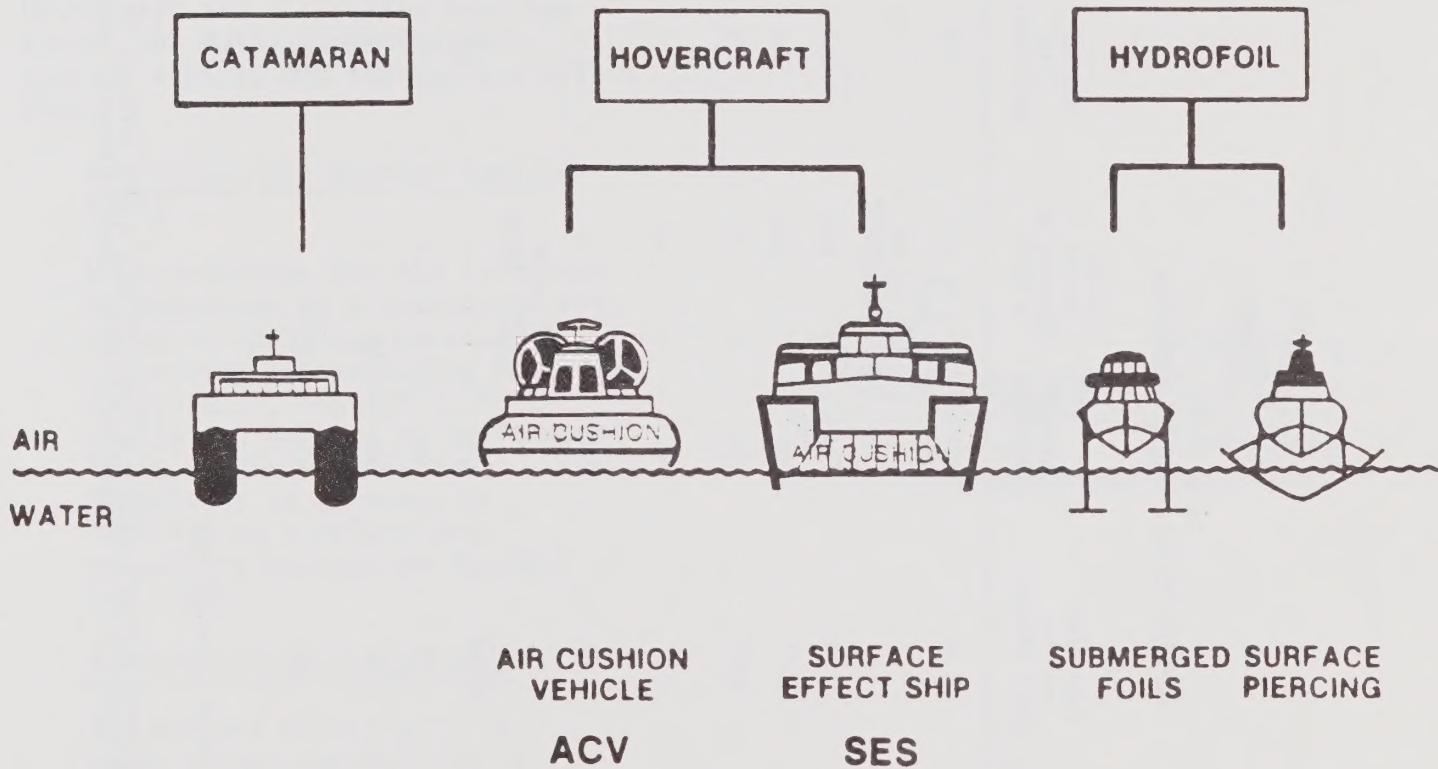 CATAMARAN
HOVERCRAFT
HYDROFOIL
AIR CUSHION
AIR CUSHION
AIR
WATER
AIR CUSHION
VEHICLE
ACV
SURFACE
EFFECT SHIP
SES
SUBMERGED
FOILS
SURFACE
PIERCING